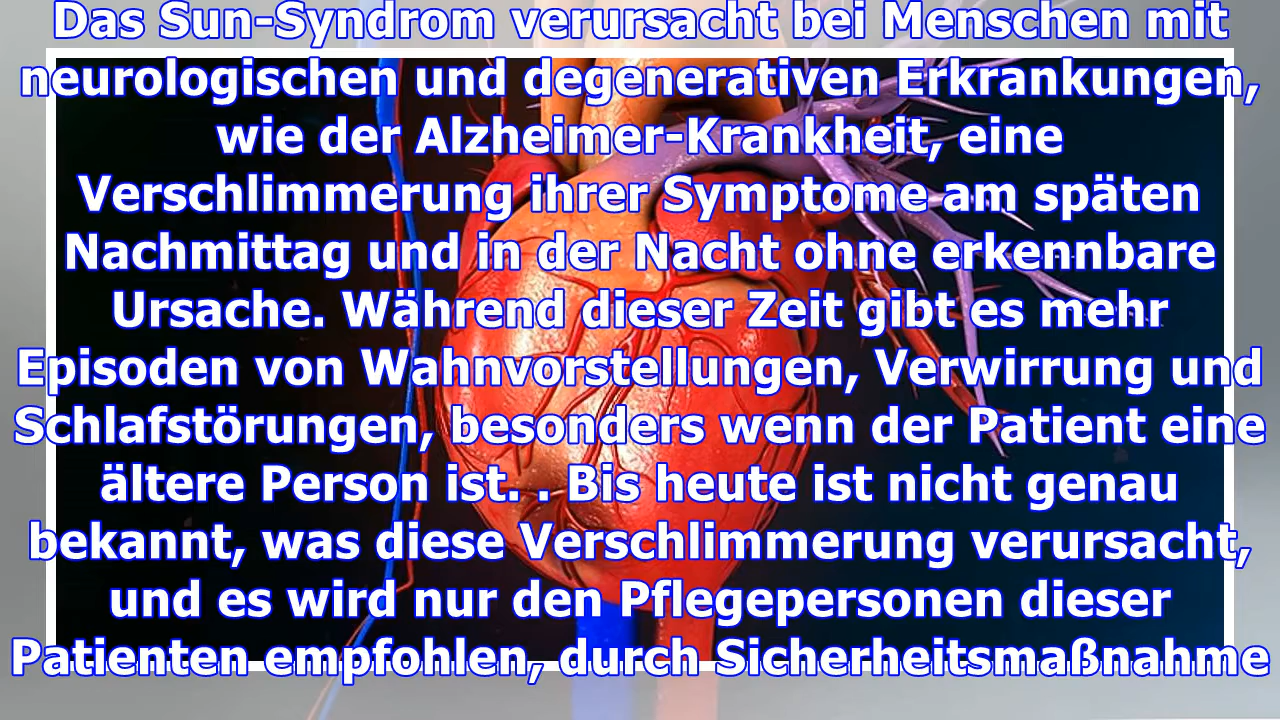 Das Sun-Syndrom verursacht bei Menschen mit
neurologischen und degenerativen Erkrankungen,
wie der Alzheimer-Krankheit, eine
Verschlimmerung ihrer Symptome am späten
Nachmittag und in der Nacht ohne erkennbare
Ursache. Während dieser Zeit gibt es mehr
Episoden von Wahnvorstellungen, Verwirrung und
Schlafstörungen, besonders wenn der Patient eine
ältere Person ist. . Bis heute ist nicht genau
bekannt, was diese Verschlimmerung verursacht,
und es wird nur den Pflegepersonen dieser
Patienten empfohlen, durch Sicherheitsmaßnahme